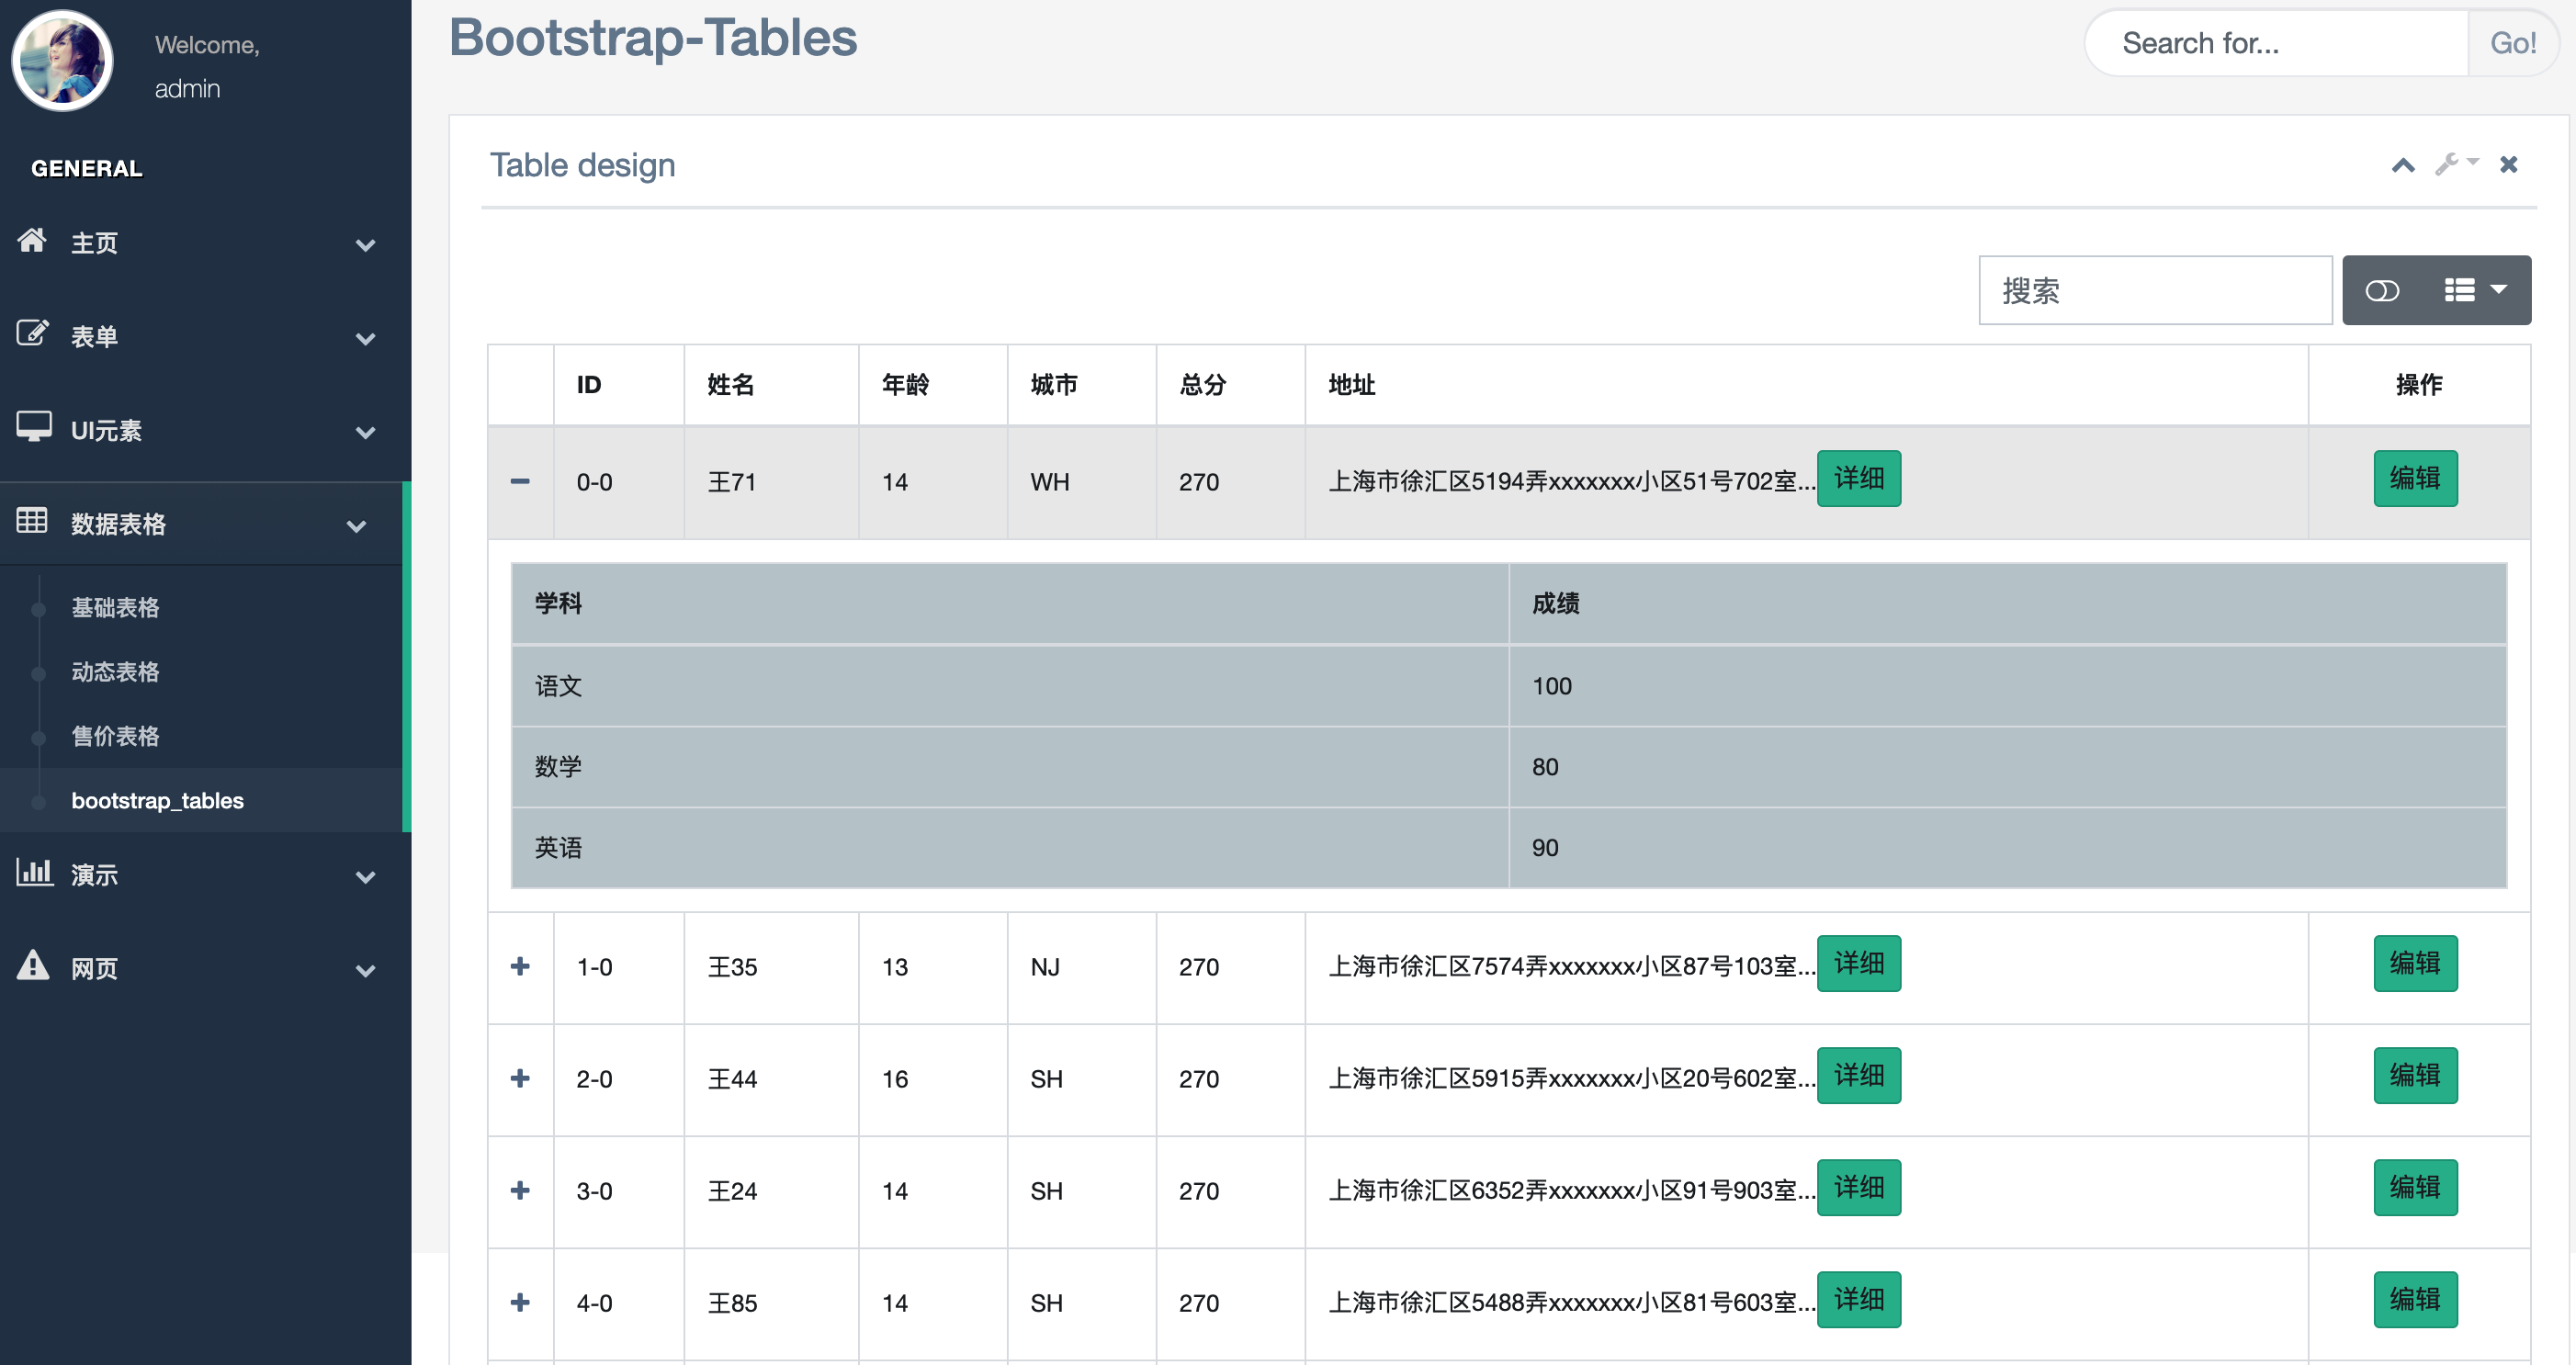 Welcome,
admin
GENERAL
主页
表单
UI元素
数据表格
基础表格
动态表格
售价表格
bootstrap_tables
演示
网页
Bootstrap-Tables
Search for... Go!
Table design
搜索
ID 姓名 年龄 城市 总分 地址 操作
0-0 王71 14 WH 270 上海市徐汇区5194弄xxxxxxx小区51号702室... 详细 编辑
学科 成绩
语文 100
数学 80
英语 90
1-0 王35 13 NJ 270 上海市徐汇区7574弄xxxxxxx小区87号103室... 详细 编辑
2-0 王44 16 SH 270 上海市徐汇区5915弄xxxxxxx小区20号602室... 详细 编辑
3-0 王24 14 SH 270 上海市徐汇区6352弄xxxxxxx小区91号903室... 详细 编辑
4-0 王85 14 SH 270 上海市徐汇区5488弄xxxxxxx小区81号603室... 详细 编辑